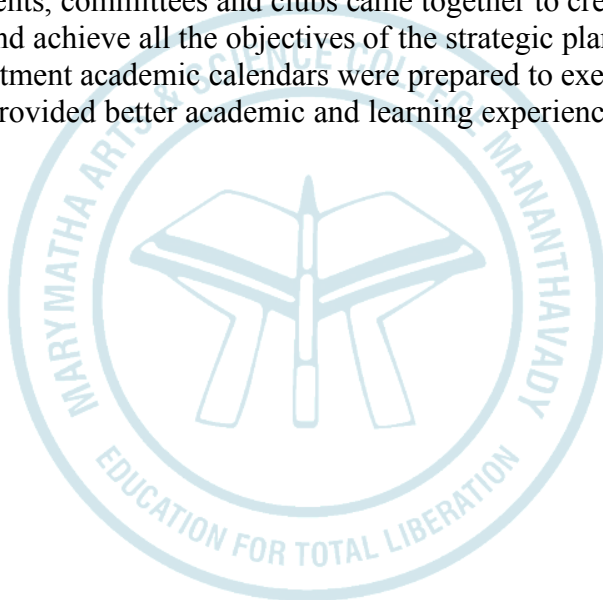 ents, committees and clubs came together to cre
nd achieve all the objectives of the strategic plan
tment academic calendars were prepared to exe
rovided better academic and learning experienc
MARYMATHA ARTS & SCIENCE COLLEGE MANANTHAVADY
EDUCATION FOR TOTAL LIBERATION